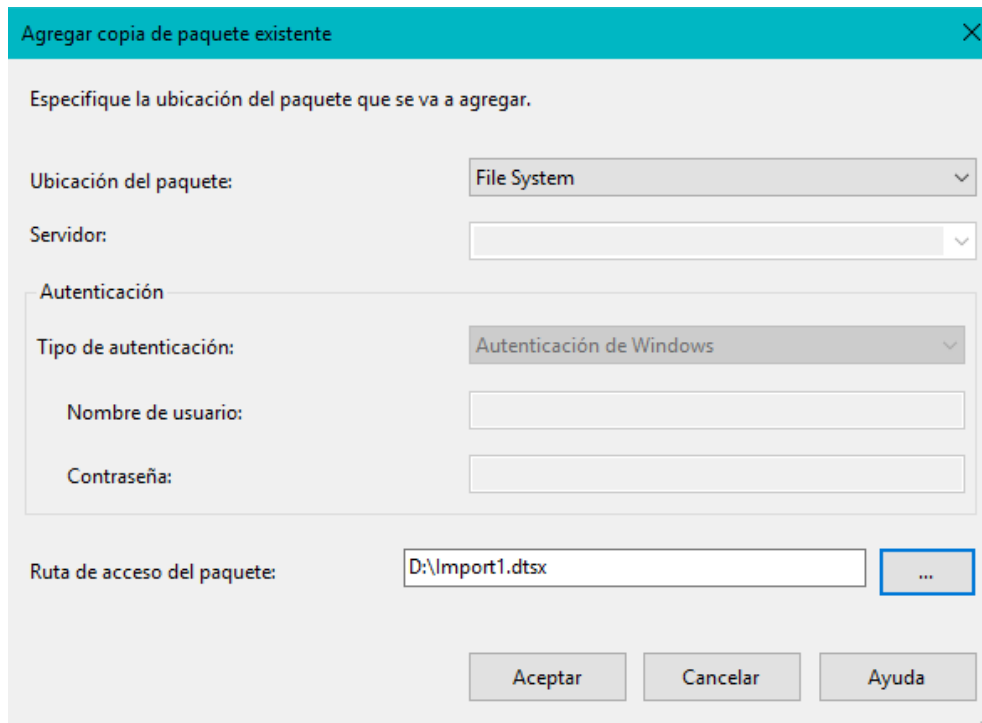 Agregar copia de paquete existente
Especifique la ubicación del paquete que se va a agregar.
Ubicación del paquete: File System
Servidor:
Autenticación
Tipo de autenticación: Autenticación de Windows
Nombre de usuario:
Contraseña:
Ruta de acceso del paquete: D:\Import1.dtsx ...
Aceptar Cancelar Ayuda